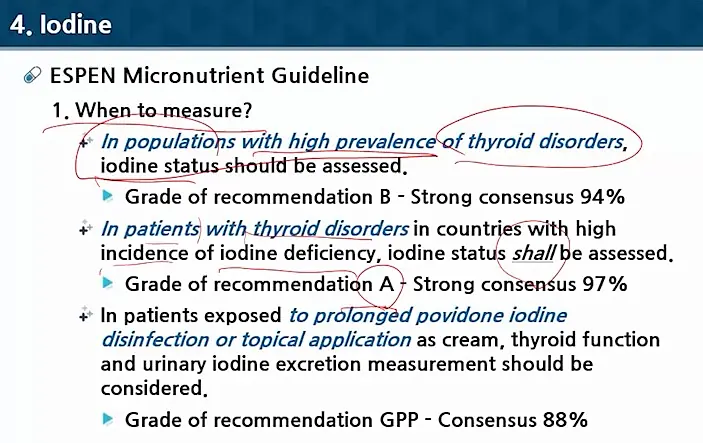 4. Iodine
ESPEN Micronutrient Guideline
1. When to measure?
In populations with high prevalence of thyroid disorders,
iodine status should be assessed.
Grade of recommendation B - Strong consensus 94%
In patients with thyroid disorders in countries with high
incidence of iodine deficiency, iodine status shall be assessed.
Grade of recommendation A - Strong consensus 97%
In patients exposed to prolonged povidone iodine
disinfection or topical application as cream, thyroid function
and urinary iodine excretion measurement should be
considered.
Grade of recommendation GPP - Consensus 88%